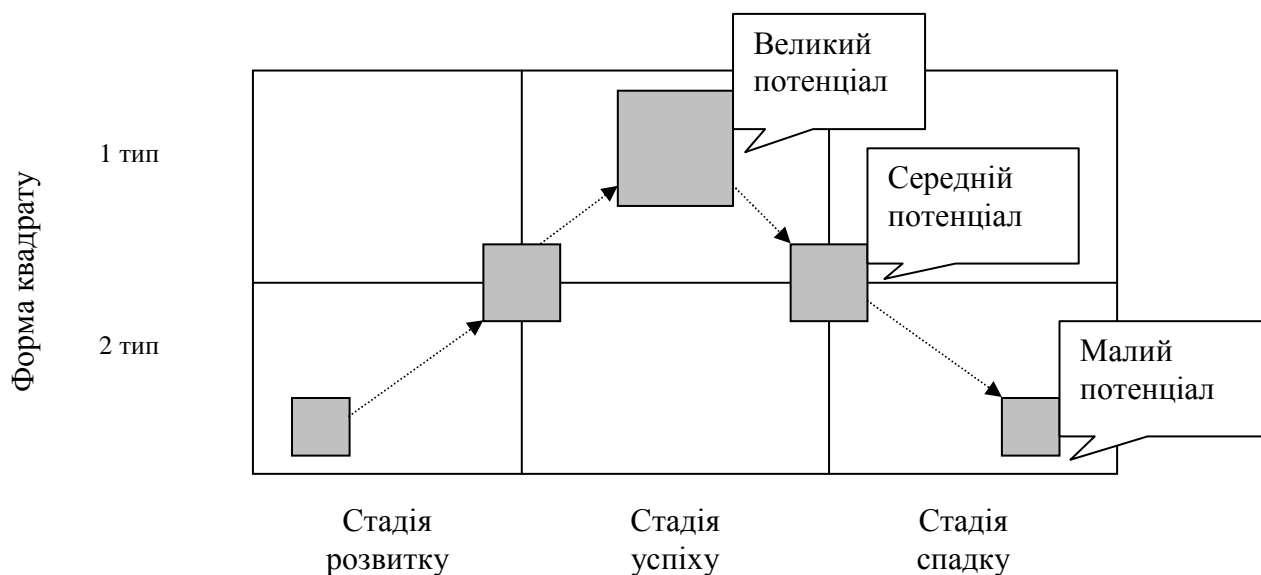 Великий
потенціал
1 тип
Середній
потенціал
Форма квадрату
2 тип
Малий
потенціал
Стадія
розвитку
Стадія
успіху
Стадія
спадку